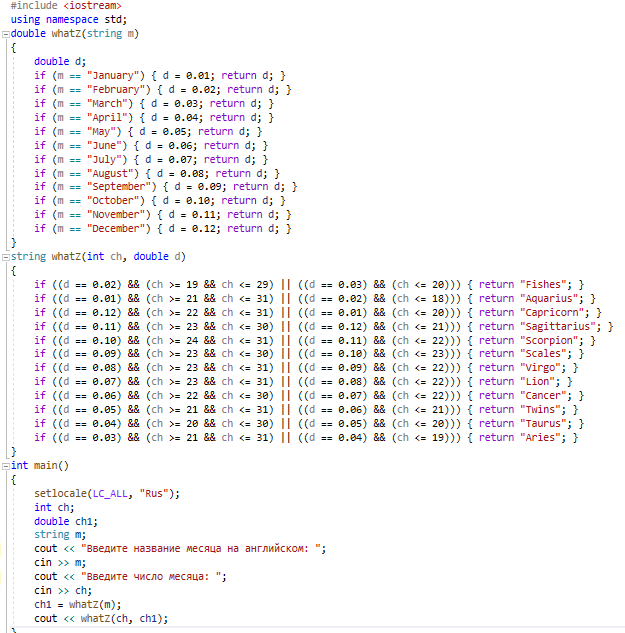 #include <iostream>
using namespace std;
double whatZ(string m)
{
double d;
if (m == "January") { d = 0.01; return d; }
if (m == "February") { d = 0.02; return d; }
if (m == "March") { d = 0.03; return d; }
if (m == "April") { d = 0.04; return d; }
if (m == "May") { d = 0.05; return d; }
if (m == "June") { d = 0.06; return d; }
if (m == "July") { d = 0.07; return d; }
if (m == "August") { d = 0.08; return d; }
if (m == "September") { d = 0.09; return d; }
if (m == "October") { d = 0.10; return d; }
if (m == "November") { d = 0.11; return d; }
if (m == "December") { d = 0.12; return d; }
}
string whatZ(int ch, double d)
{
if ((d == 0.02) && (ch >= 19 && ch <= 29) || ((d == 0.03) && (ch <= 20))) { return "Fishes"; }
if ((d == 0.01) && (ch >= 21 && ch <= 31) || ((d == 0.02) && (ch <= 18))) { return "Aquarius"; }
if ((d == 0.12) && (ch >= 22 && ch <= 31) || ((d == 0.01) && (ch <= 20))) { return "Capricorn"; }
if ((d == 0.11) && (ch >= 23 && ch <= 30) || ((d == 0.12) && (ch <= 21))) { return "Sagittarius"; }
if ((d == 0.10) && (ch >= 24 && ch <= 31) || ((d == 0.11) && (ch <= 22))) { return "Scorpion"; }
if ((d == 0.09) && (ch >= 23 && ch <= 30) || ((d == 0.10) && (ch <= 23))) { return "Scales"; }
if ((d == 0.08) && (ch >= 23 && ch <= 31) || ((d == 0.09) && (ch <= 22))) { return "Virgo"; }
if ((d == 0.07) && (ch >= 23 && ch <= 31) || ((d == 0.08) && (ch <= 22))) { return "Lion"; }
if ((d == 0.06) && (ch >= 22 && ch <= 30) || ((d == 0.07) && (ch <= 22))) { return "Cancer"; }
if ((d == 0.05) && (ch >= 21 && ch <= 31) || ((d == 0.06) && (ch <= 21))) { return "Twins"; }
if ((d == 0.04) && (ch >= 20 && ch <= 30) || ((d == 0.05) && (ch <= 20))) { return "Taurus"; }
if ((d == 0.03) && (ch >= 21 && ch <= 31) || ((d == 0.04) && (ch <= 19))) { return "Aries"; }
}
int main()
{
setlocale(LC_ALL, "Rus");
int ch;
double ch1;
string m;
cout << "Введите название месяца на английском: ";
cin >> m;
cout << "Введите число месяца: ";
cin >> ch;
ch1 = whatZ(m);
cout << whatZ(ch, ch1);
}